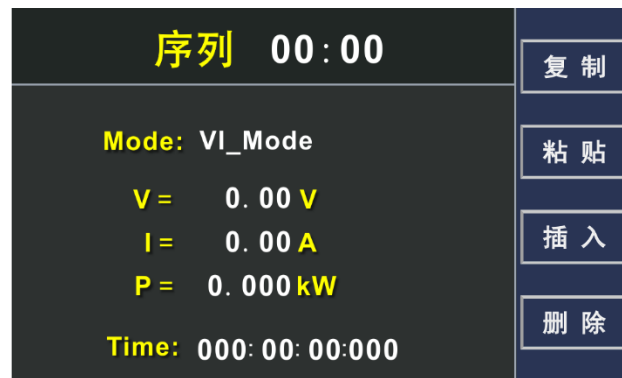 序列 00:00
Mode: VI_Mode
V = 0.00 V
I = 0.00 A
P = 0.000 kW
Time: 000:00:00:000
复制
粘贴
插入
删除